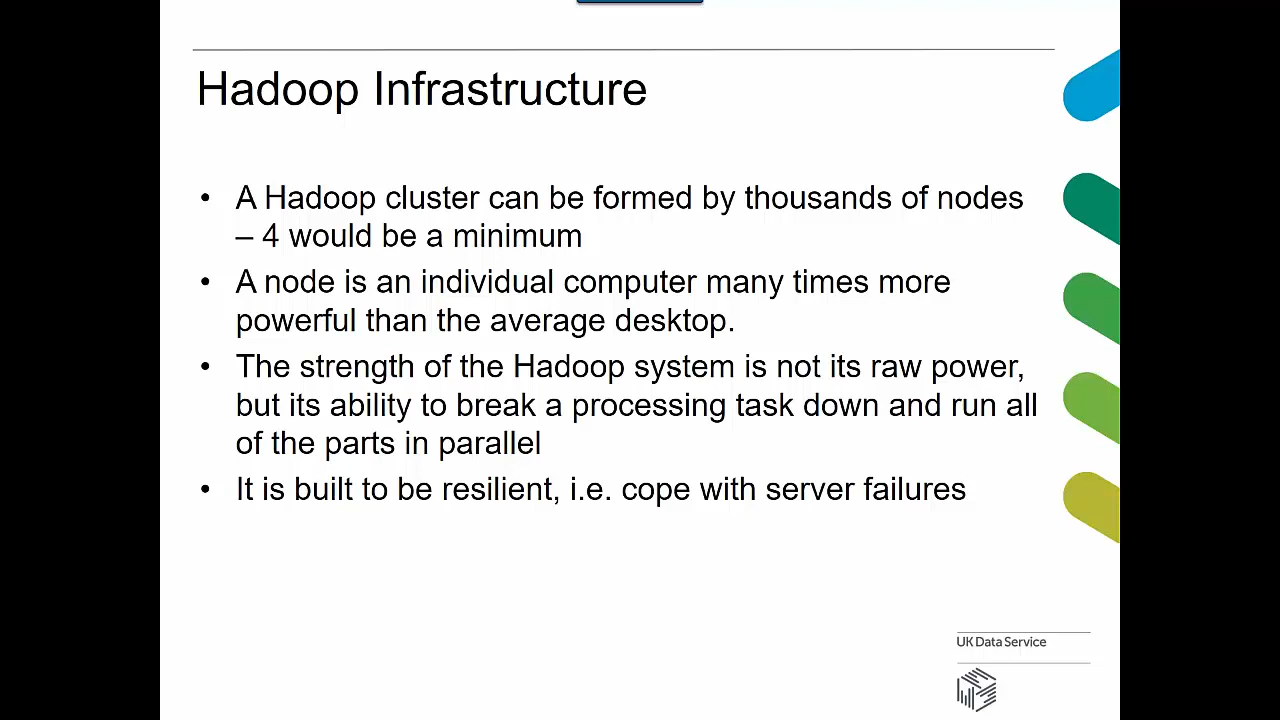 Hadoop Infrastructure
• A Hadoop cluster can be formed by thousands of nodes
– 4 would be a minimum
• A node is an individual computer many times more
powerful than the average desktop.
• The strength of the Hadoop system is not its raw power,
but its ability to break a processing task down and run all
of the parts in parallel
• It is built to be resilient, i.e. cope with server failures
UK Data Service